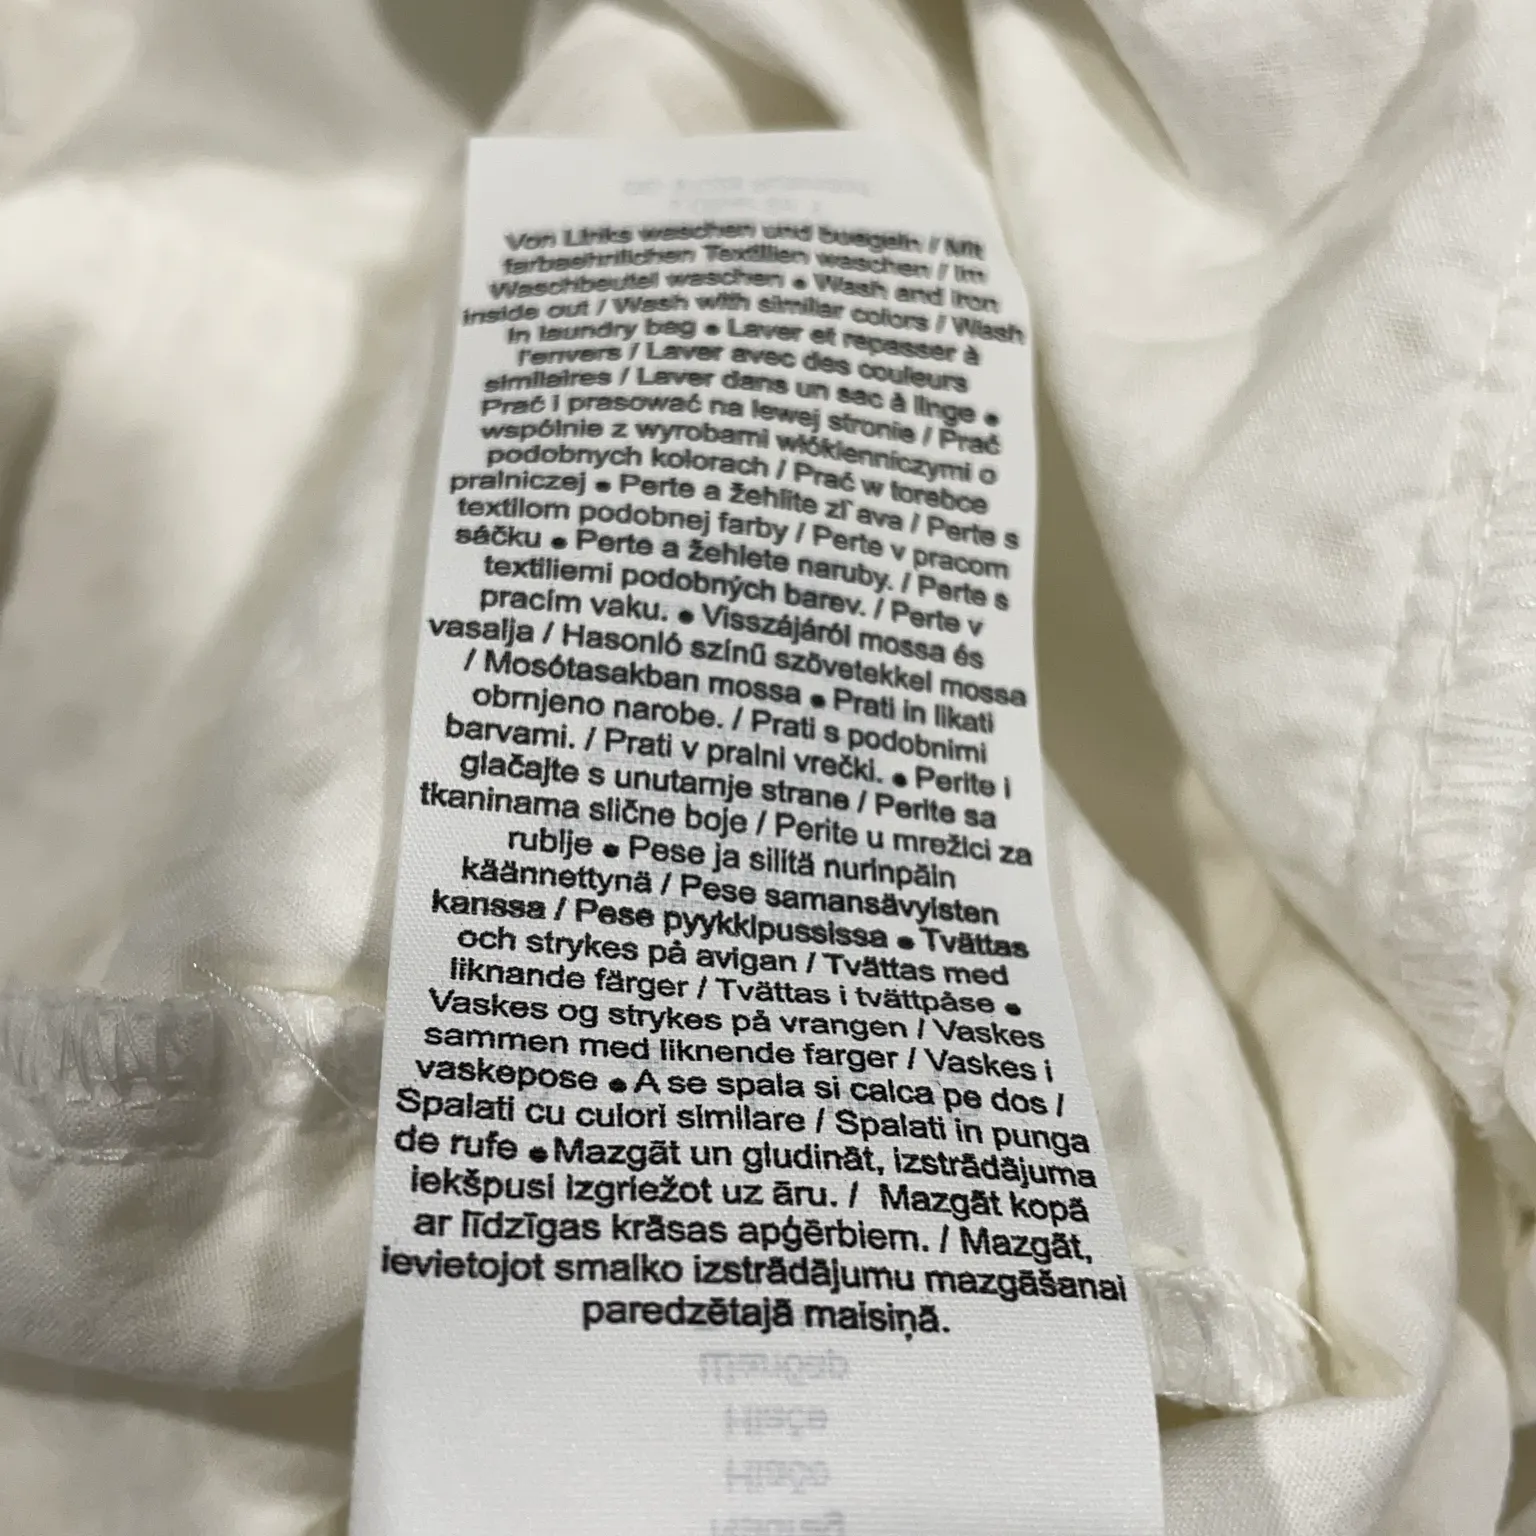 Von Links waschen und buegeln / Mit
farbaehnlichen Textilien waschen / Im
Waschbeutel waschen • Wash and iron
inside out / Wash with similar colors / Wash
in laundry bag • Laver et repasser à
l'envers / Laver avec des couleurs
similaires / Laver dans un sac à linge •
Prać i prasować na lewej stronie / Prać
wspólnie z wyrobami włókienniczymi o
podobnych kolorach / Prać w torebce
pralniczej • Perte a žehlite zľ ava / Perte s
textilom podobnej farby / Perte v pracom
sáčku • Perte a žehlete naruby. / Perte s
textiliemi podobných barev. / Perte v
pracím vaku. • Visszájáról mossa és
vasalja / Hasonló színű szövetekkel mossa
/ Mosótasakban mossa • Prati in likati
obrnjeno narobe. / Prati s podobnimi
barvami. / Prati v pralni vrečki. • Perite i
glačajte s unutarnje strane / Perite sa
tkaninama slične boje / Perite u mrežici za
rublje • Pese ja silitä nurinpäin
käännettynä / Pese samansävyisten
kanssa / Pese pyykkipussissa • Tvättas
och strykes på avigan / Tvättas med
liknande färger / Tvättas i tvättpåse •
Vaskes og strykes på vrangen / Vaskes
sammen med liknende farger / Vaskes i
vaskepose • A se spala si calca pe dos /
Spalati cu culori similare / Spalati in punga
de rufe • Mazgāt un gludināt, izstrādājuma
iekšpusi izgriežot uz āru. / Mazgāt kopā
ar līdzīgas krāsas apģērbiem. / Mazgāt,
ievietojot smalko izstrādājumu mazgāšanai
paredzētajā maisiņā.